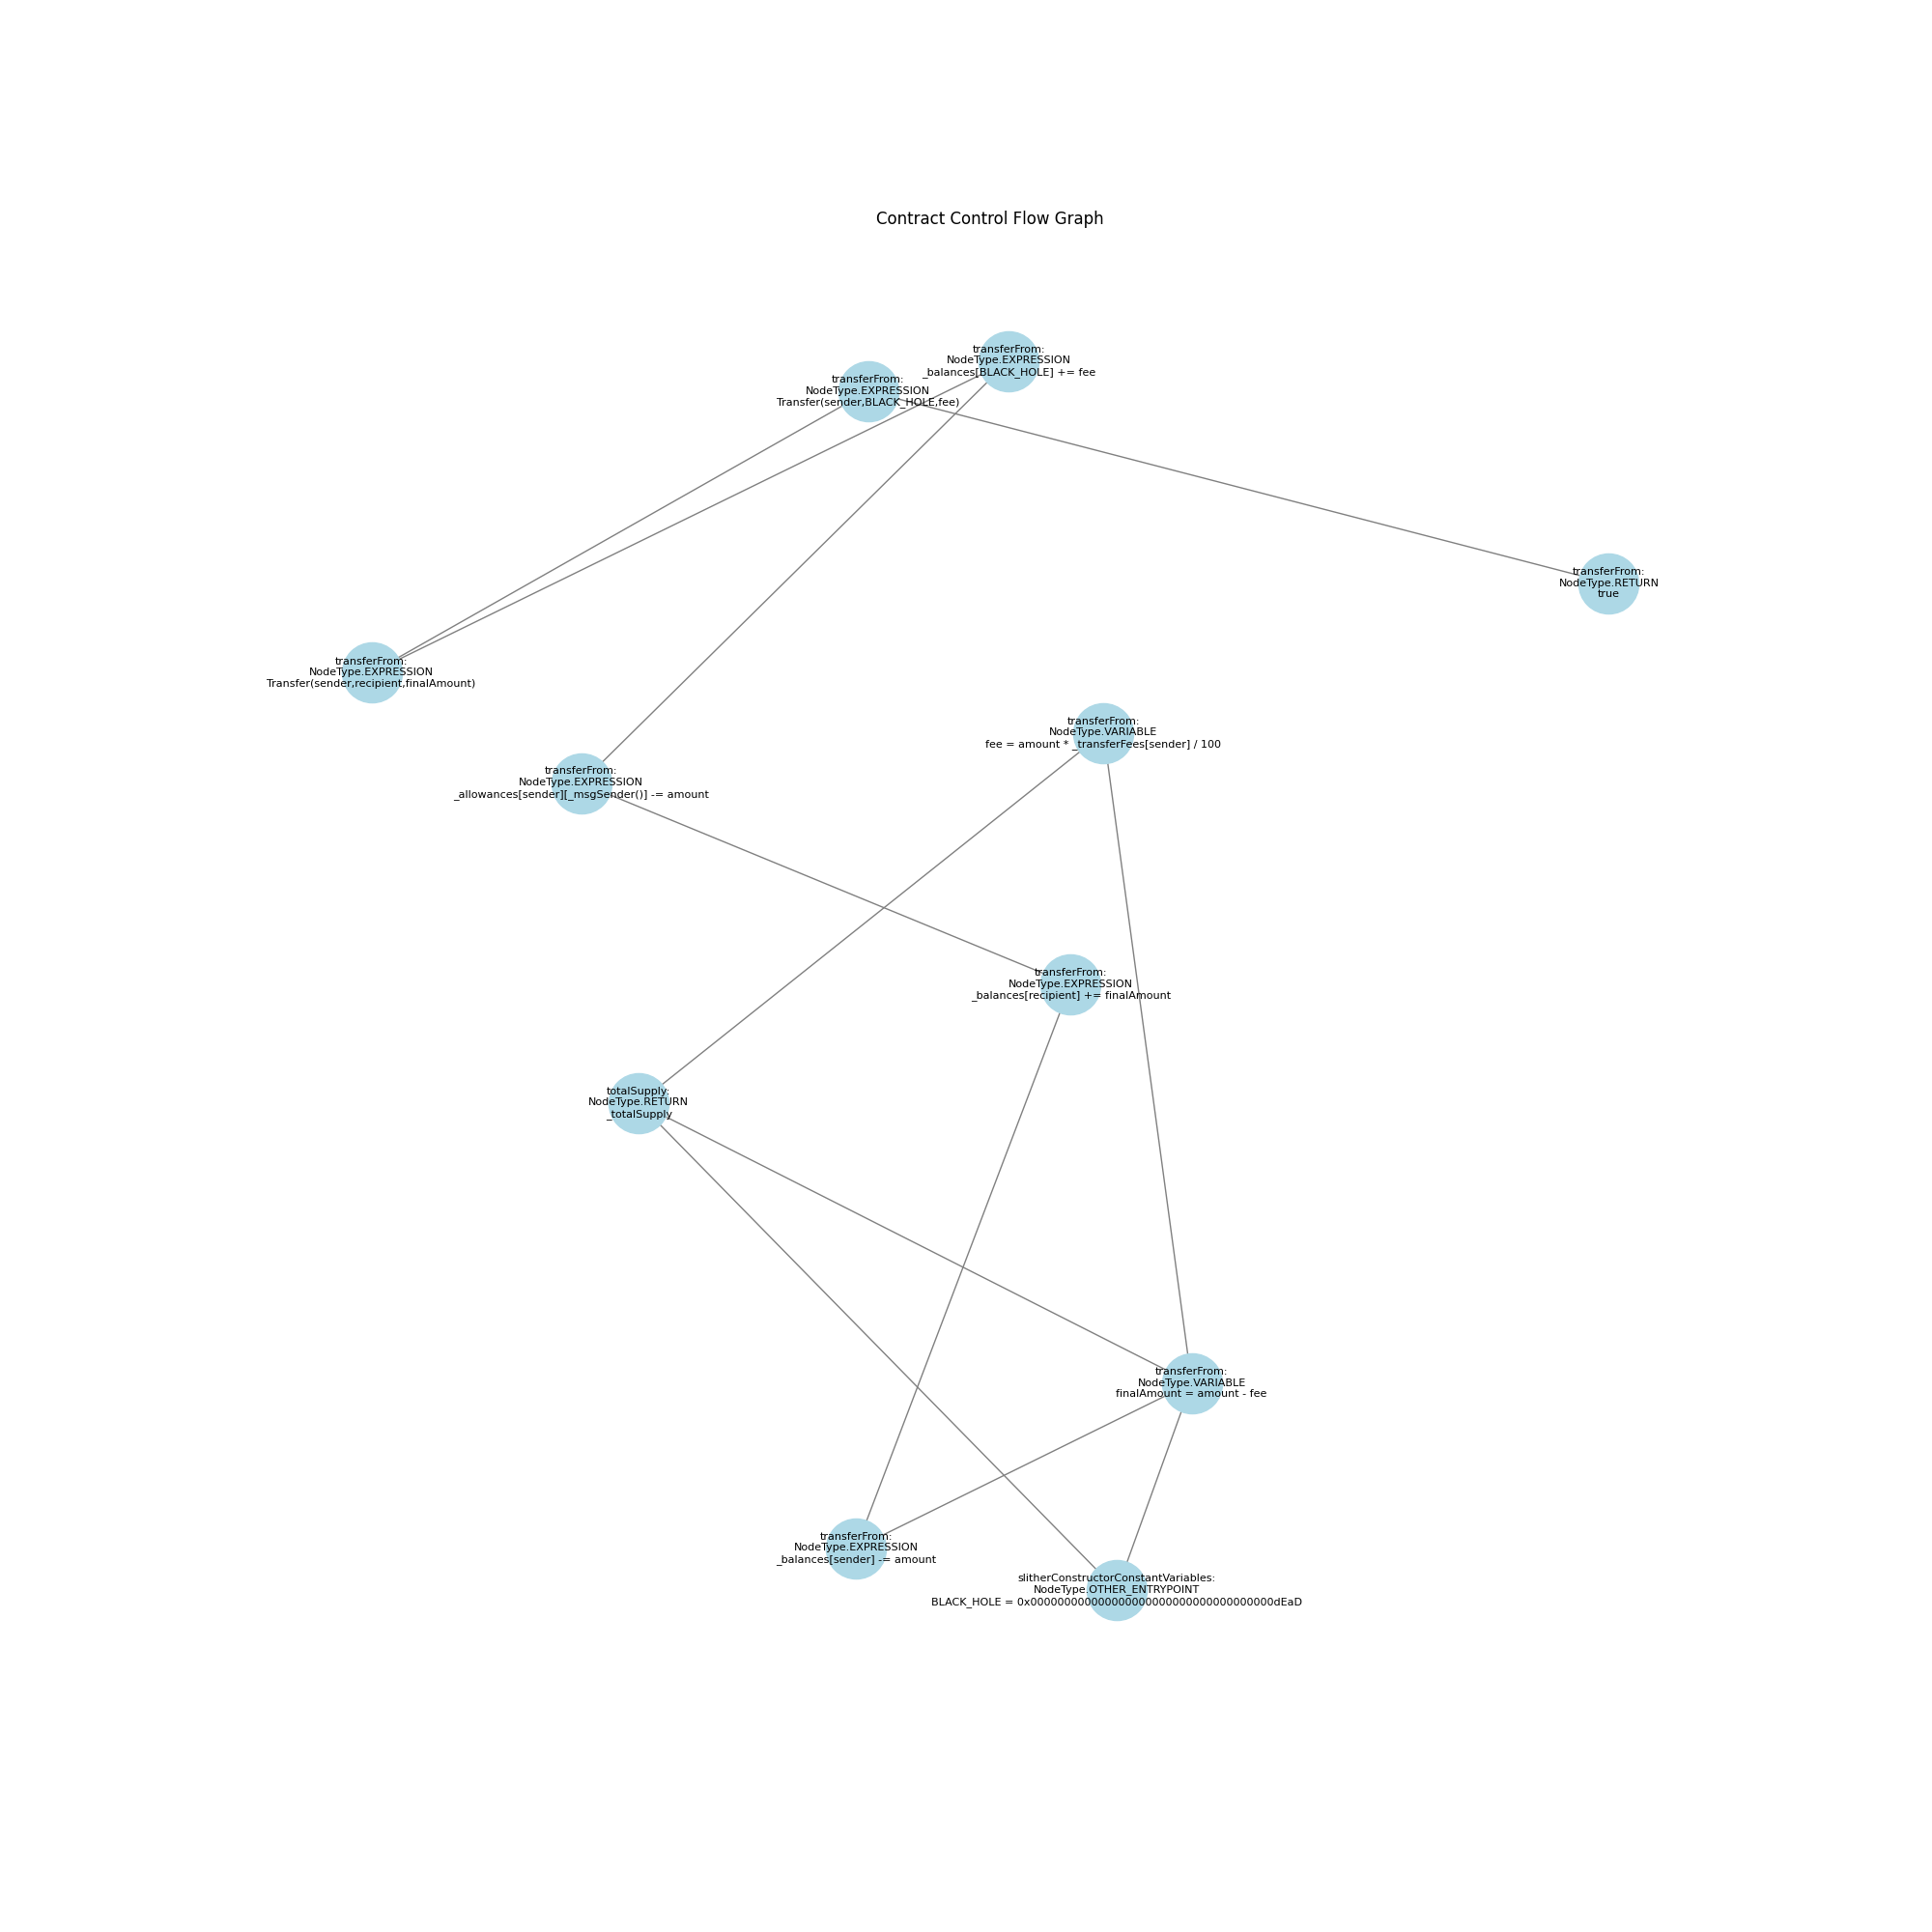 Contract Control Flow Graph
transferFrom:
NodeType.EXPRESSION
_balances[BLACK_HOLE] += fee
transferFrom:
NodeType.EXPRESSION
Transfer(sender,BLACK_HOLE,fee)
transferFrom:
NodeType.RETURN
true
transferFrom:
NodeType.EXPRESSION
Transfer(sender,recipient,finalAmount)
transferFrom:
NodeType.VARIABLE
fee = amount * _transferFees[sender] / 100
transferFrom:
NodeType.EXPRESSION
_allowances[sender][_msgSender()] -= amount
transferFrom:
NodeType.EXPRESSION
_balances[recipient] += finalAmount
totalSupply:
NodeType.RETURN
_totalSupply
transferFrom:
NodeType.VARIABLE
finalAmount = amount - fee
transferFrom:
NodeType.EXPRESSION
_balances[sender] -= amount
slitherConstructorConstantVariables:
NodeType.OTHER_ENTRYPOINT
BLACK_HOLE = 0x000000000000000000000000000000000000dEaD